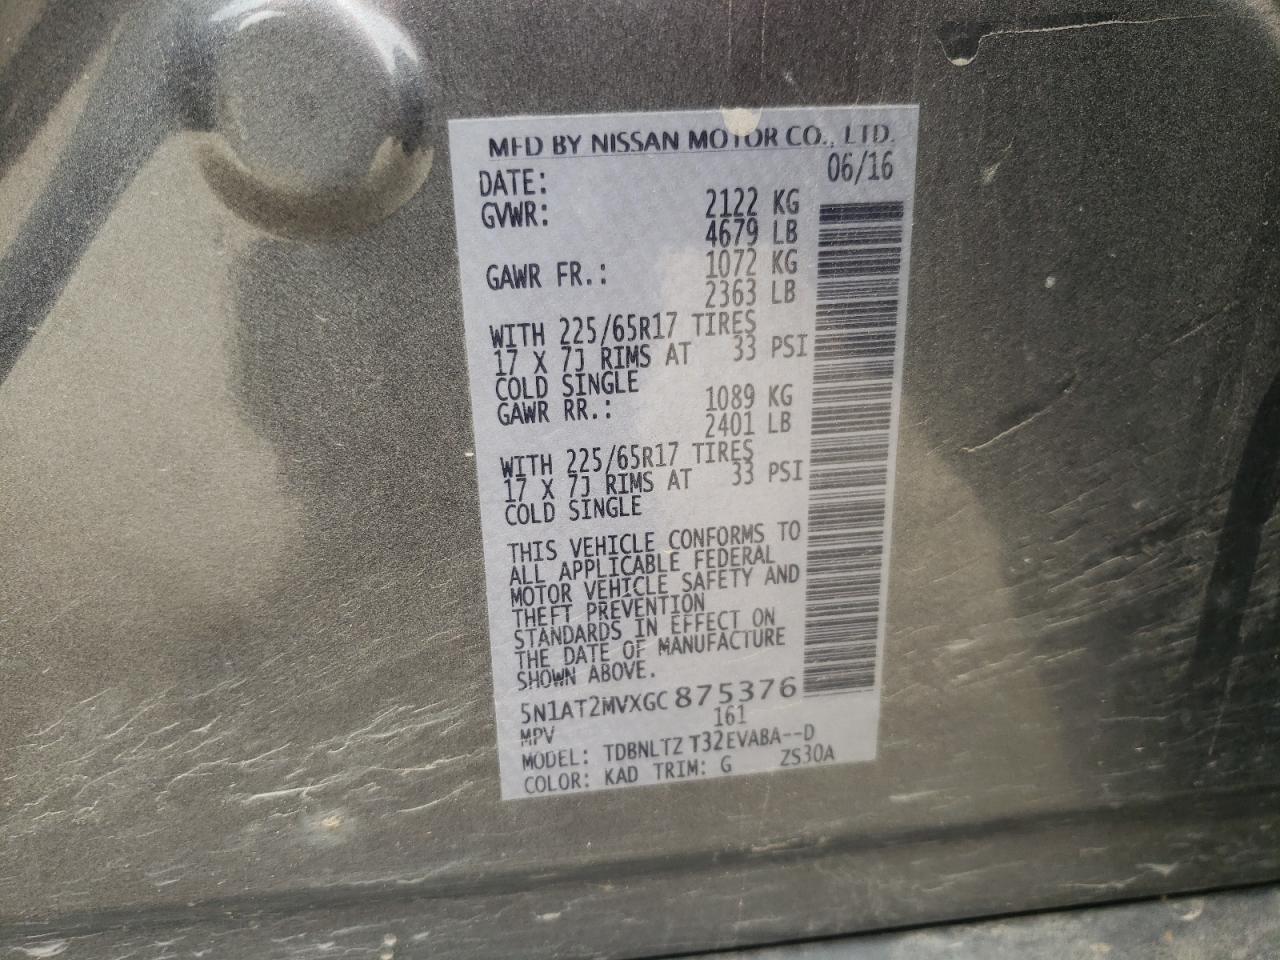 MFD BY NISSAN MOTOR CO., LTD.
DATE: 06/16
GVWR: 2122 KG
4679 LB
GAWR FR.: 1072 KG
2363 LB
WITH 225/65R17 TIRES
17 X 7J RIMS AT 33 PSI
COLD SINGLE
GAWR RR.: 1089 KG
2401 LB
WITH 225/65R17 TIRES
17 X 7J RIMS AT 33 PSI
COLD SINGLE
THIS VEHICLE CONFORMS TO
ALL APPLICABLE FEDERAL
MOTOR VEHICLE SAFETY AND
THEFT PREVENTION
STANDARDS IN EFFECT ON
THE DATE OF MANUFACTURE
SHOWN ABOVE.
5N1AT2MVXGC875376
MPV 161
MODEL: TDBNLTZ T32EVABA--D
COLOR: KAD TRIM: G ZS30A